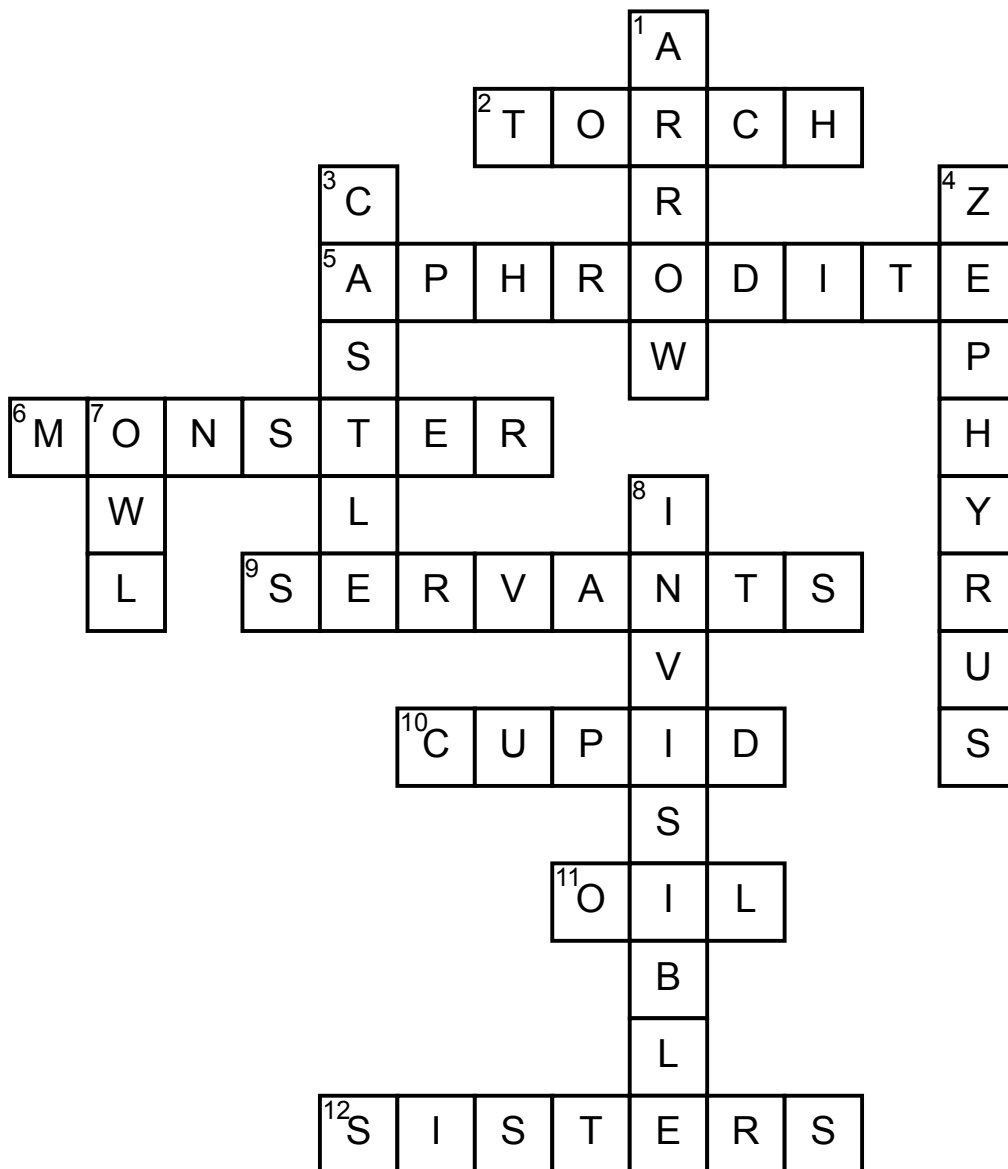 1 A
2 T O R C H
3 C R 4 Z
5 A P H R O D I T E
S W P
6 M 7 O N S T E R H
W L 8 I Y
L 9 S E R V A N T S R
V U
10 C U P I D S
S
11 O I L
B
L
12 S I S T E R S